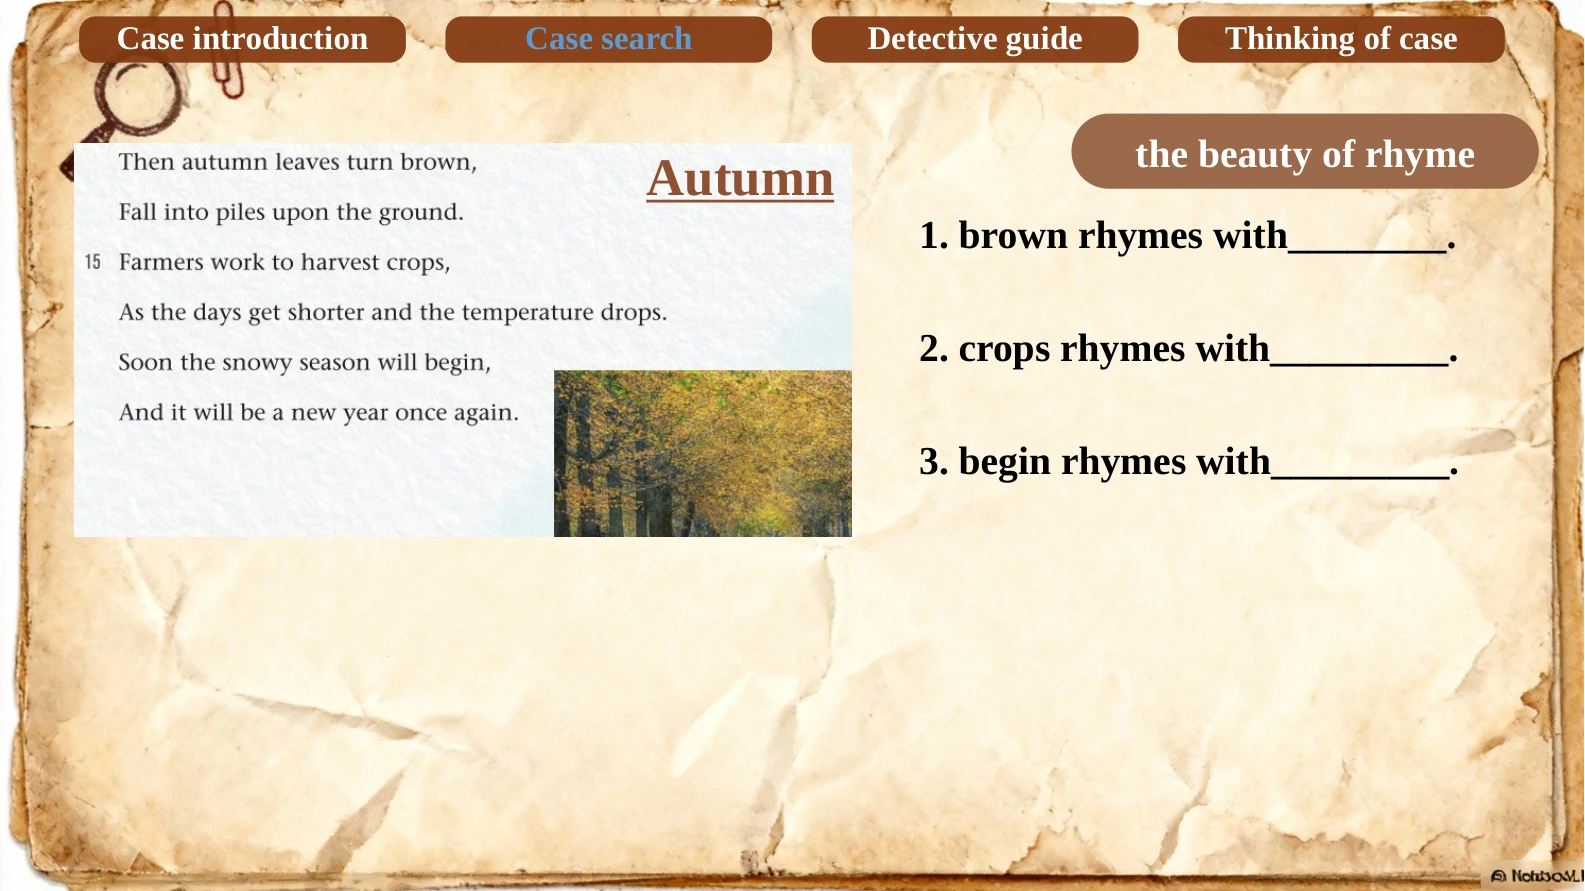 Case introduction
Case search
Detective guide
Thinking of case
Then autumn leaves turn brown,
Fall into piles upon the ground.
15 Farmers work to harvest crops,
As the days get shorter and the temperature drops.
Soon the snowy season will begin,
And it will be a new year once again.
Autumn
the beauty of rhyme
1. brown rhymes with________.
2. crops rhymes with_________.
3. begin rhymes with_________.